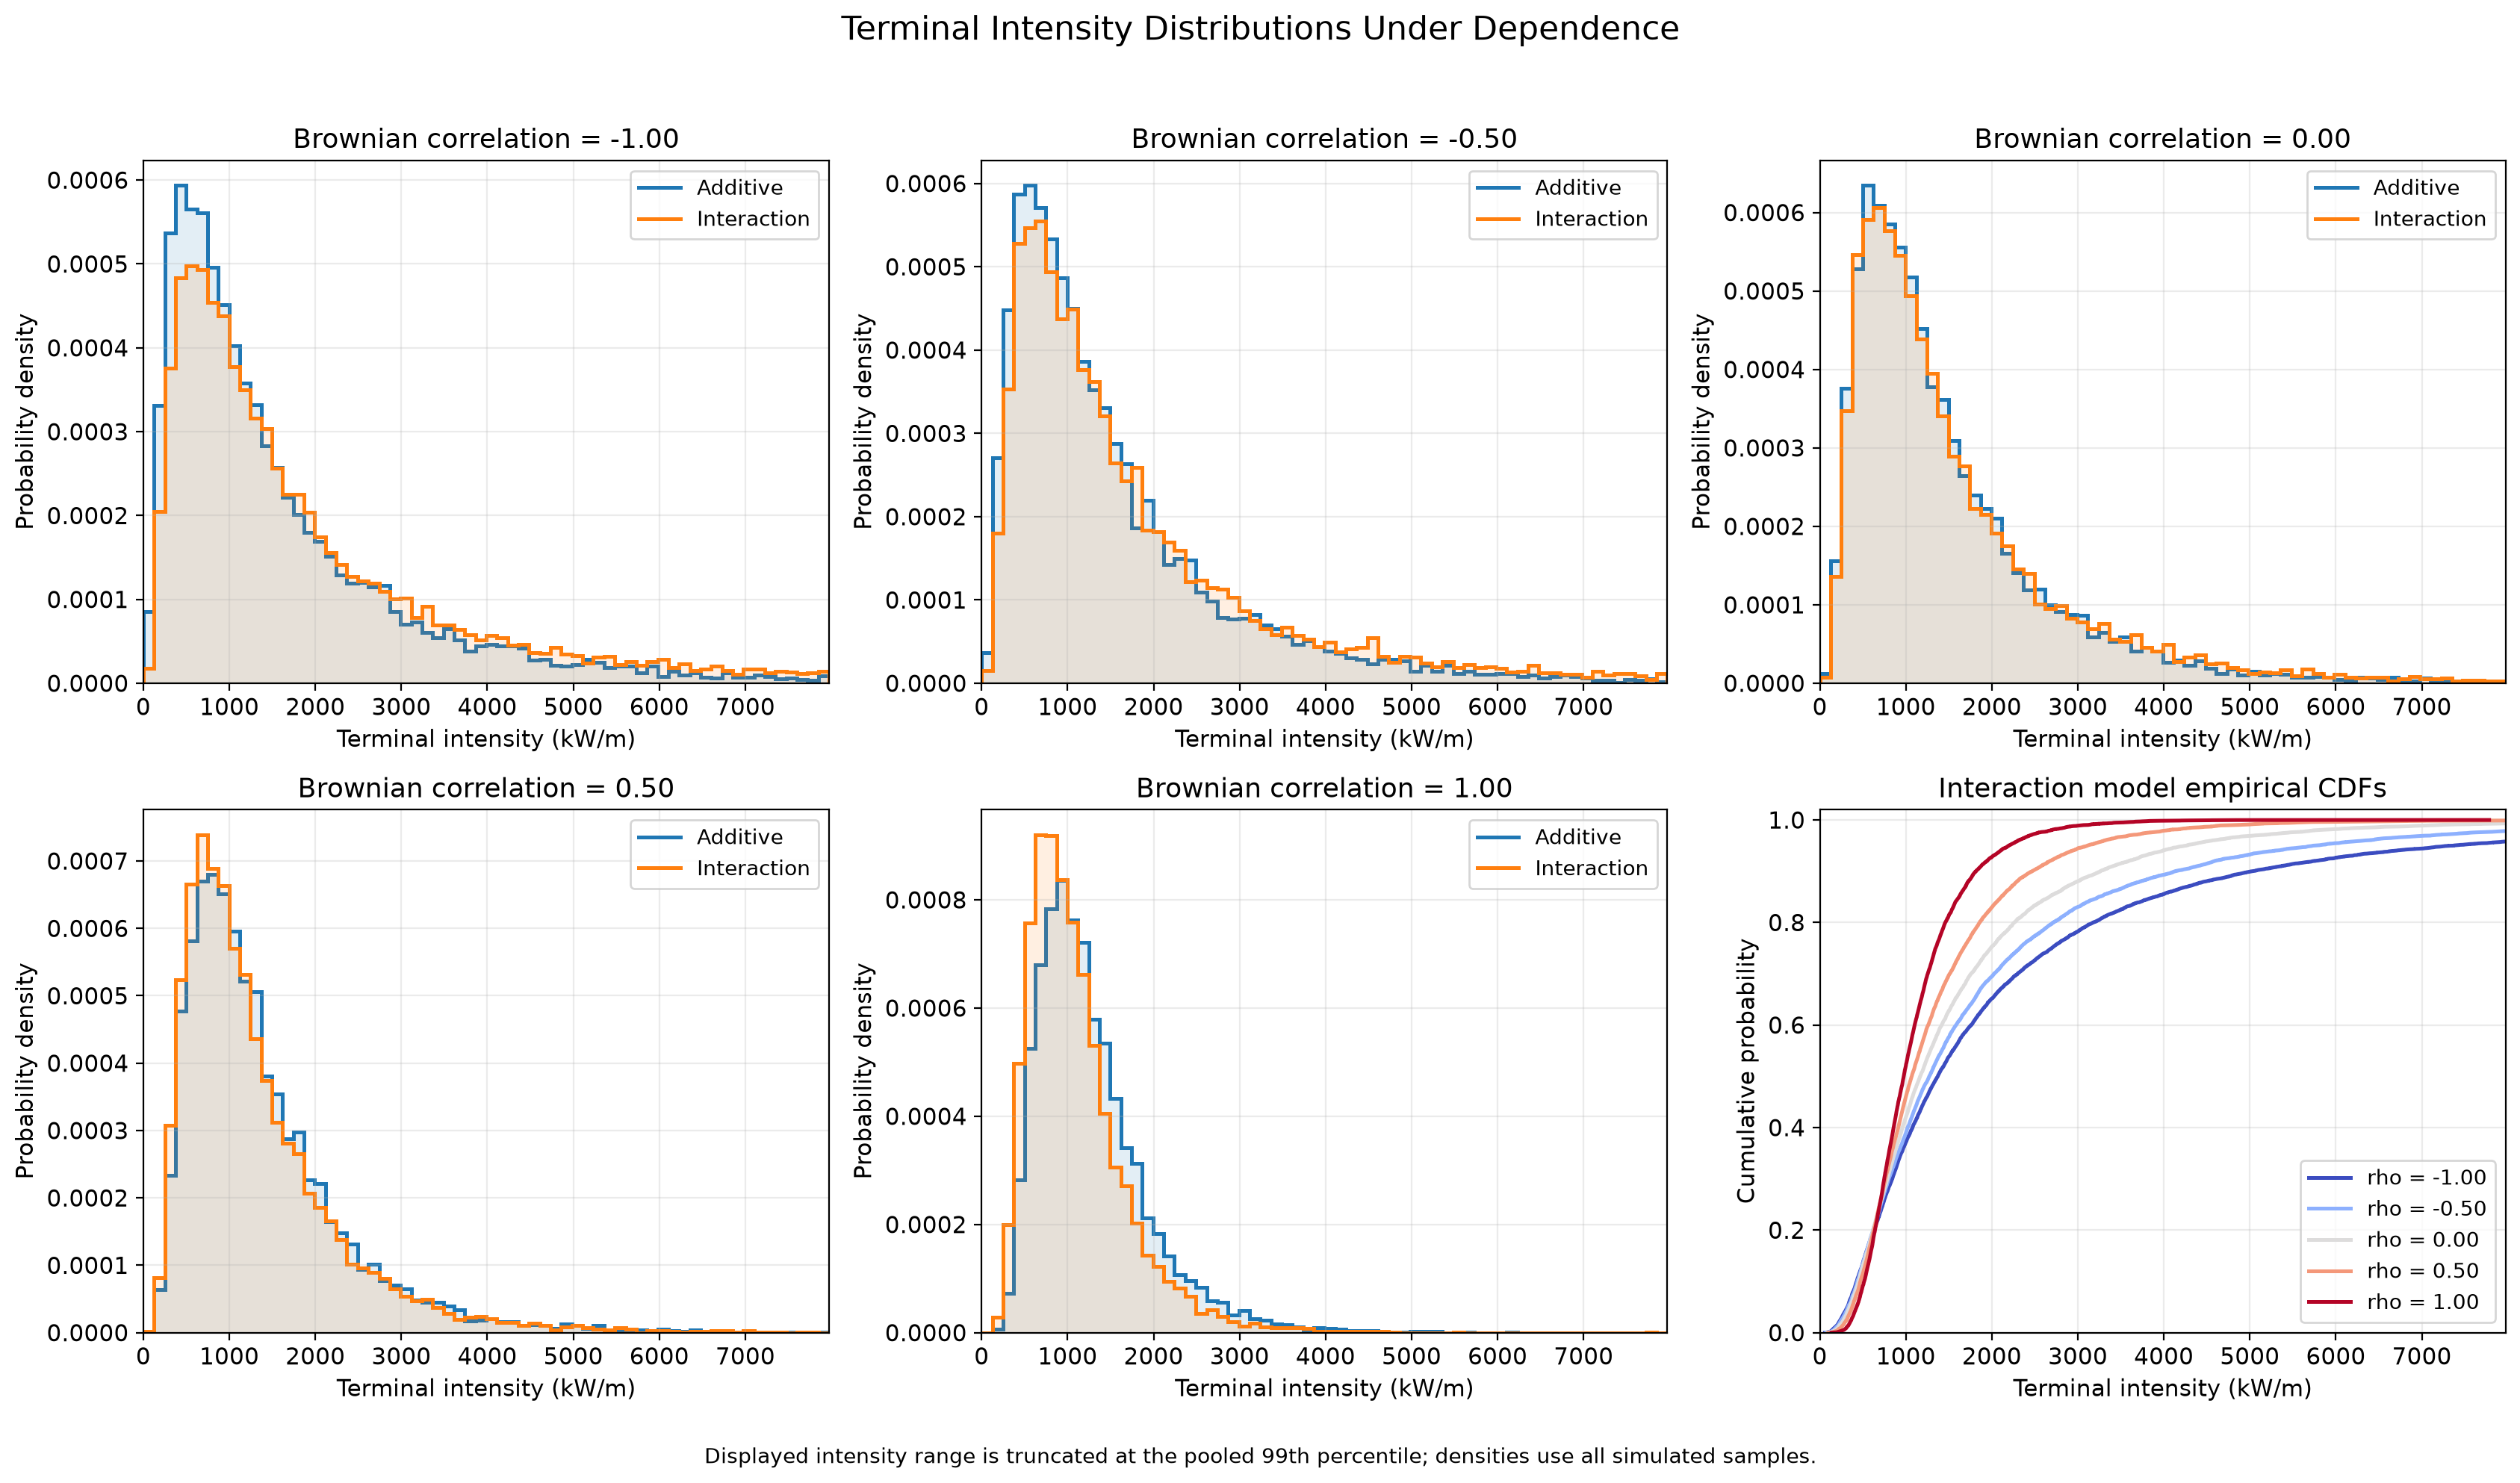 Terminal Intensity Distributions Under Dependence
Brownian correlation = -1.00
Probability density
0.0006
0.0005
0.0004
0.0003
0.0002
0.0001
0.0000
Additive
Interaction
0 1000 2000 3000 4000 5000 6000 7000
Terminal intensity (kW/m)
Brownian correlation = -0.50
Probability density
0.0006
0.0005
0.0004
0.0003
0.0002
0.0001
0.0000
Additive
Interaction
0 1000 2000 3000 4000 5000 6000 7000
Terminal intensity (kW/m)
Brownian correlation = 0.00
Probability density
0.0006
0.0005
0.0004
0.0003
0.0002
0.0001
0.0000
Additive
Interaction
0 1000 2000 3000 4000 5000 6000 7000
Terminal intensity (kW/m)
Brownian correlation = 0.50
Probability density
0.0007
0.0006
0.0005
0.0004
0.0003
0.0002
0.0001
0.0000
Additive
Interaction
0 1000 2000 3000 4000 5000 6000 7000
Terminal intensity (kW/m)
Brownian correlation = 1.00
Probability density
0.0008
0.0006
0.0004
0.0002
0.0000
Additive
Interaction
0 1000 2000 3000 4000 5000 6000 7000
Terminal intensity (kW/m)
Interaction model empirical CDFs
Cumulative probability
1.0
0.8
0.6
0.4
0.2
0.0
rho = -1.00
rho = -0.50
rho = 0.00
rho = 0.50
rho = 1.00
0 1000 2000 3000 4000 5000 6000 7000
Terminal intensity (kW/m)
Displayed intensity range is truncated at the pooled 99th percentile; densities use all simulated samples.